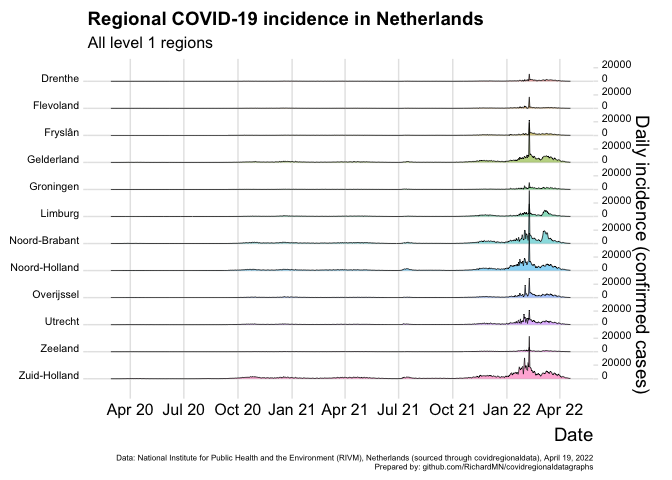 Regional COVID-19 incidence in Netherlands
All level 1 regions
Drenthe
20000
0
Flevoland
20000
0
Fryslân
20000
0
Gelderland
20000
0
Groningen
20000
0
Limburg
20000
0
Noord-Brabant
20000
0
Noord-Holland
20000
0
Overijssel
20000
0
Utrecht
20000
0
Zeeland
20000
0
Zuid-Holland
20000
0
Daily incidence (confirmed cases)
Apr 20 Jul 20 Oct 20 Jan 21 Apr 21 Jul 21 Oct 21 Jan 22 Apr 22
Date
Data: National Institute for Public Health and the Environment (RIVM), Netherlands (sourced through covidregionaldata), April 19, 2022
Prepared by: github.com/RichardMN/covidregionaldatagraphs